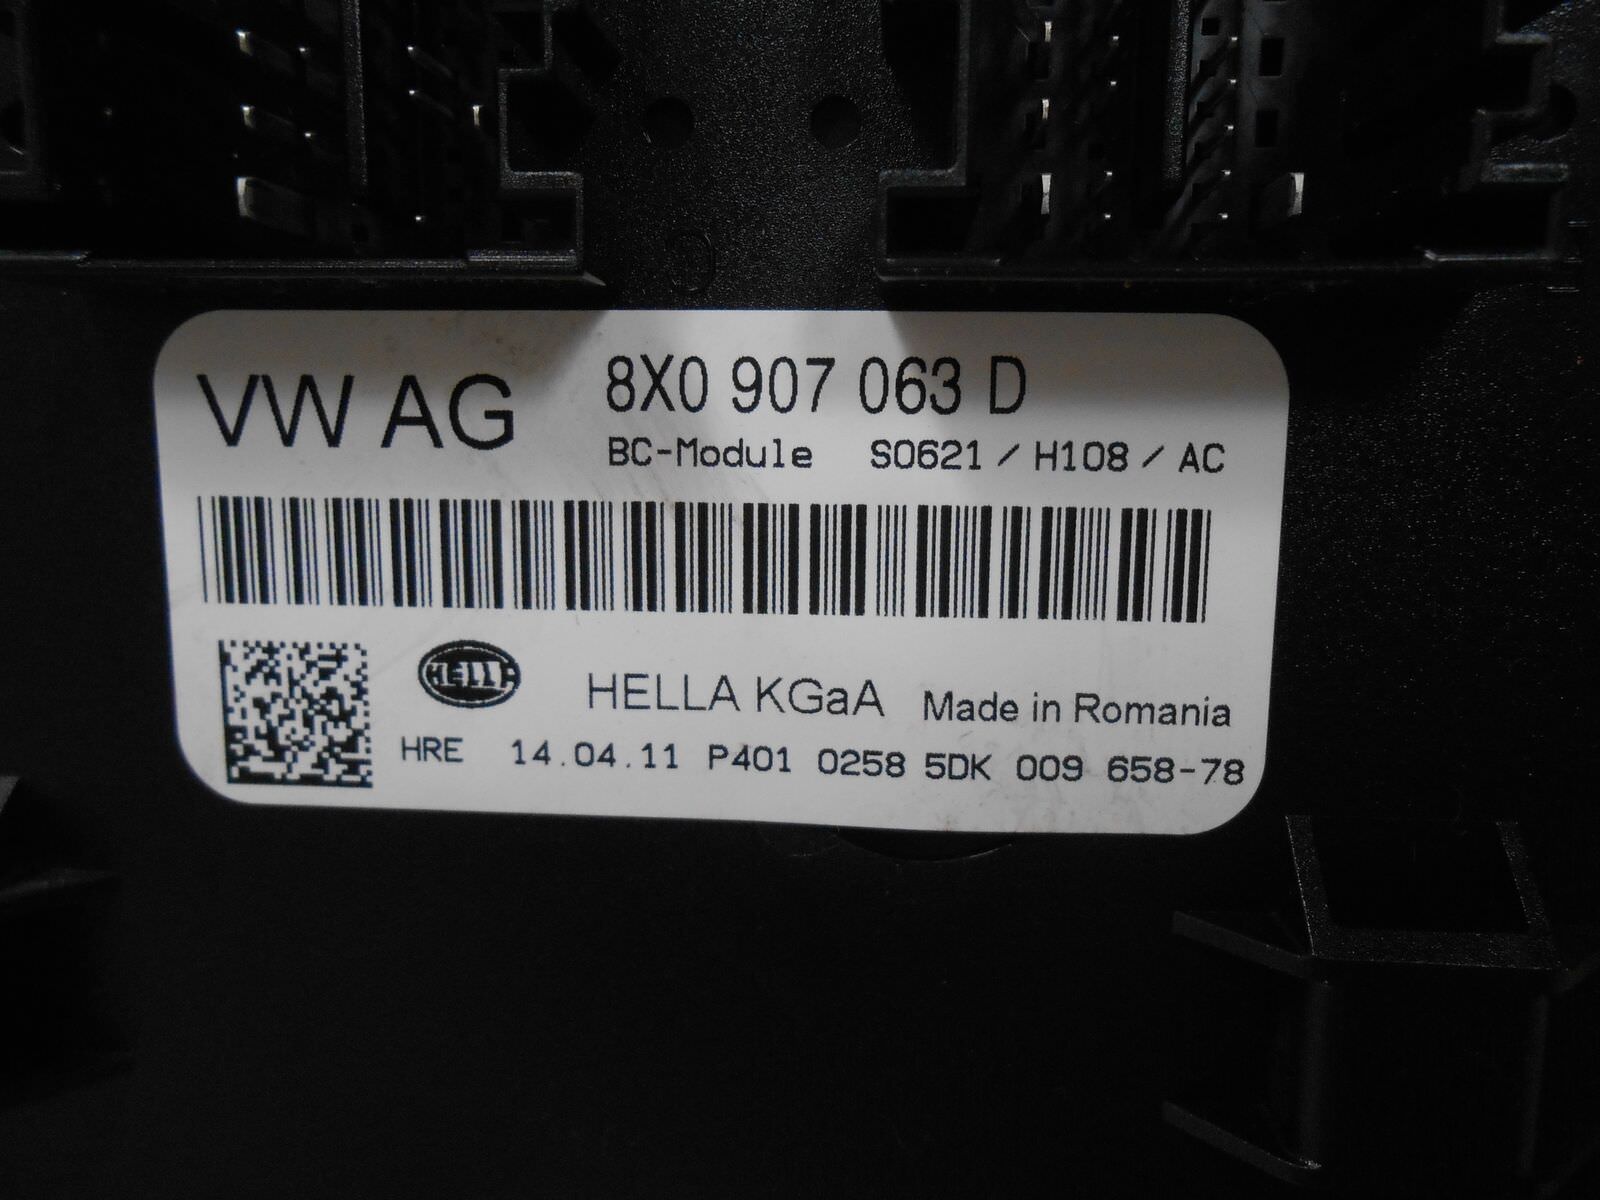 VW AG 8X0 907 063 D
BC-Module S0621 / H108 / AC
HELLA HELLA KGaA Made in Romania
HRE 14.04.11 P401 0258 5DK 009 658-78